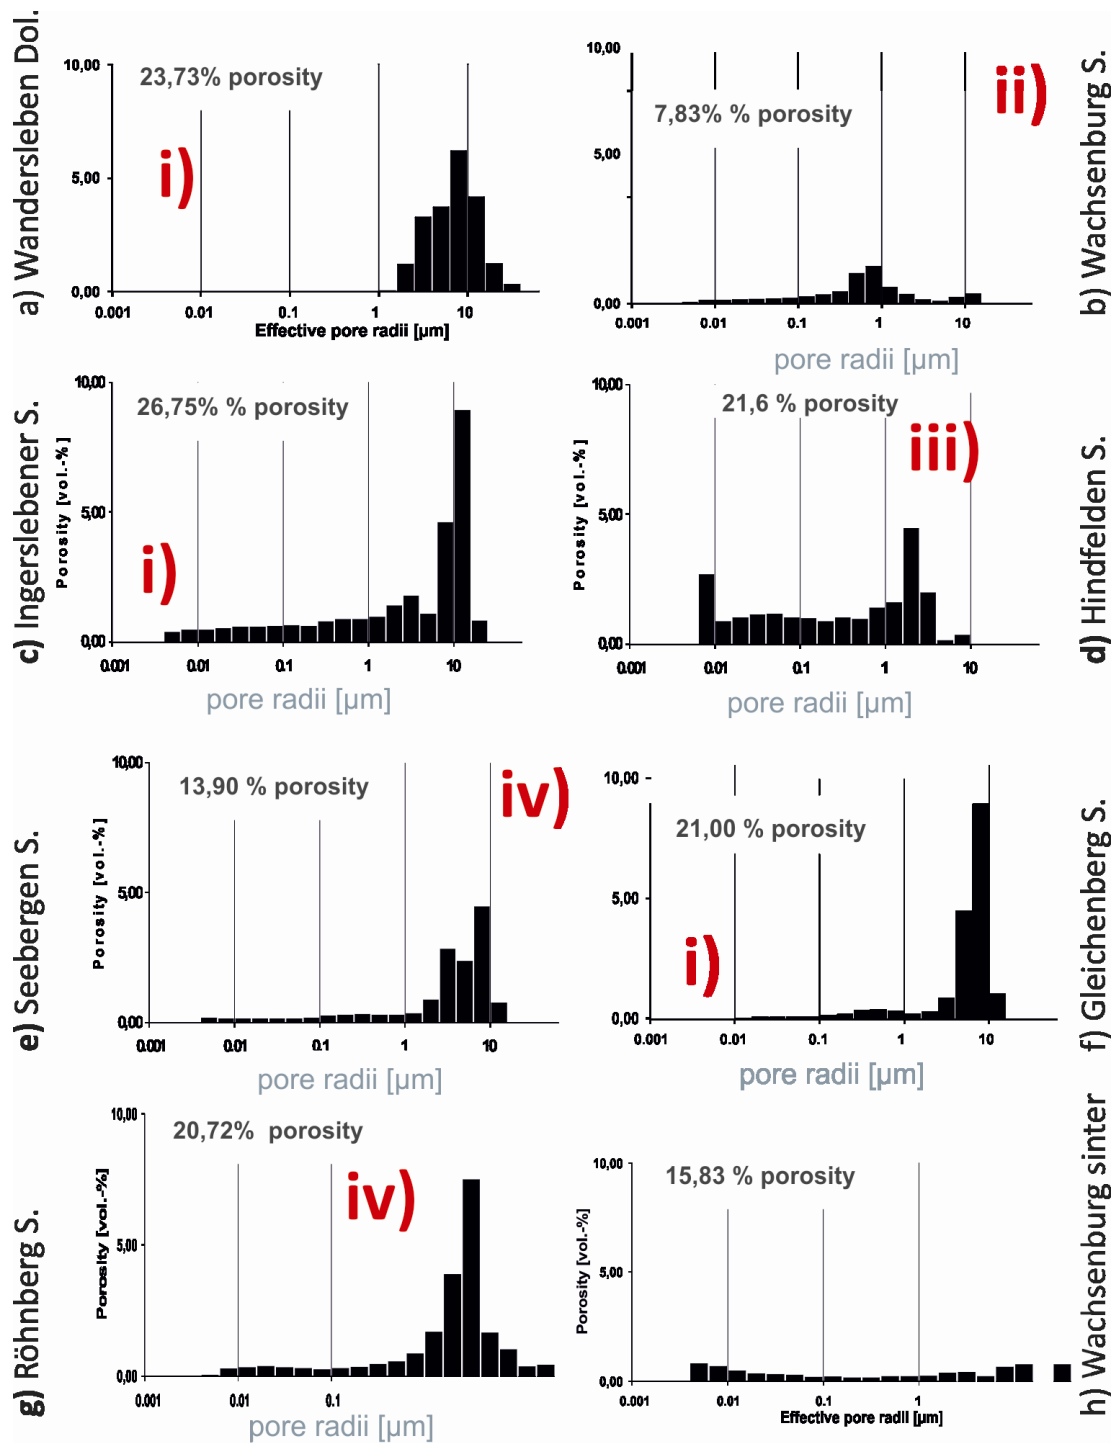 a) Wandersleben Dol.
10,00
23,73% porosity
i)
5,00
0,00
0.001 0.01 0.1 1 10
Effective pore radii [µm]
b) Wachsenburg S.
10,00
ii)
7,83% % porosity
5,00
0,00
0.001 0.01 0.1 1 10
pore radii [µm]
c) Ingerslebener S.
Porosity [vol.-%]
10,00
26,75% % porosity
5,00
i)
0,00
0.001 0.01 0.1 1 10
pore radii [µm]
d) Hindfelden S.
Porosity [vol.-%]
10,00
21,6 % porosity
iii)
5,00
0,00
0.001 0.01 0.1 1 10
pore radii [µm]
e) Seebergen S.
Porosity [vol.-%]
10,00
13,90 % porosity
iv)
5,00
0,00
0.001 0.01 0.1 1 10
pore radii [µm]
f) Gleichenberg S.
10,00
21,00 % porosity
5,00
i)
0,00
0.001 0.01 0.1 1 10
pore radii [µm]
g) Röhnberg S.
Porosity [vol.-%]
10,00
20,72% porosity
iv)
5,00
0,00
0.001 0.01 0.1
pore radii [µm]
h) Wachsenburg sinter
Porosity [vol.-%]
10,00
15,83 % porosity
5,00
0,00
0.001 0.01 0.1 1
Effective pore radii [µm]